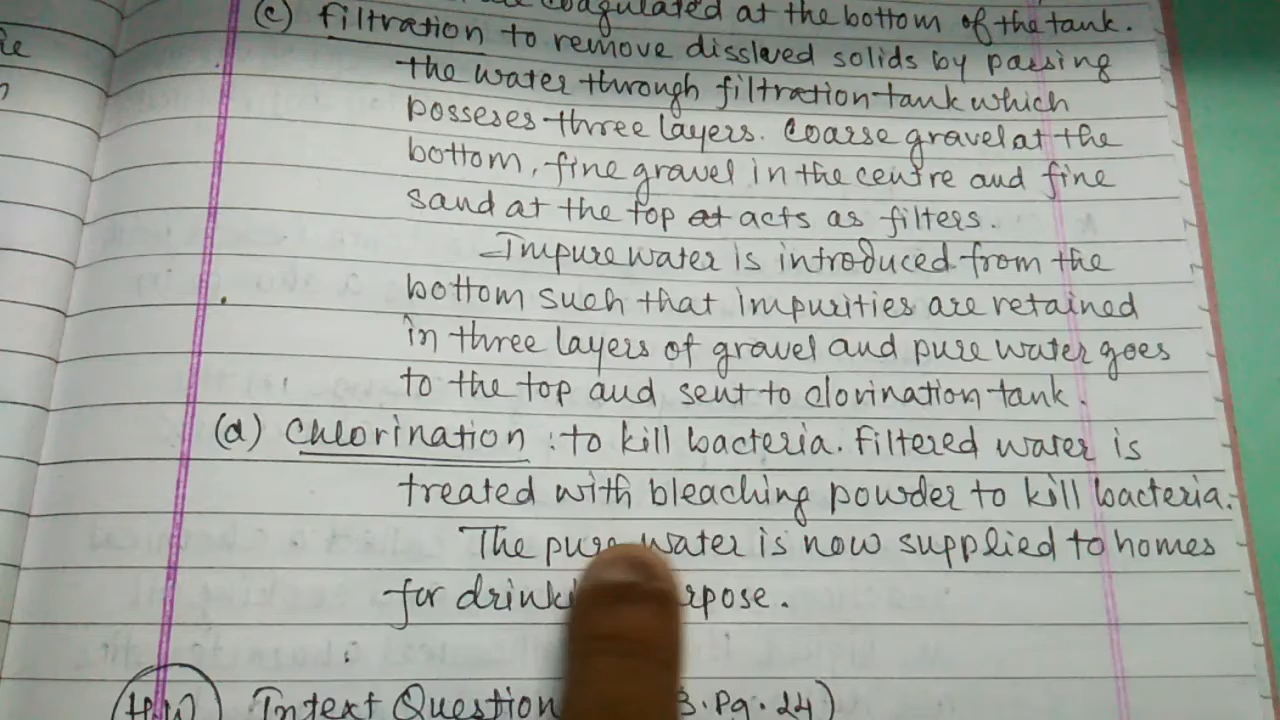 coagulated at the bottom of the tank.
(c) filtration to remove disslved solids by passing
the water through filtration tank which
posseses three layers. Coarse gravel at the
bottom, fine gravel in the centre and fine
sand at the top at acts as filters.
Impure water is introduced from the
bottom such that impurities are retained
in three layers of gravel and pure water goes
to the top and sent to clorination tank.
(d) Chlorination : to kill bacteria. Filtered water is
treated with bleaching powder to kill bacteria.
The pure water is now supplied to homes
for
H.W Intext Question 3. Pg. 24)